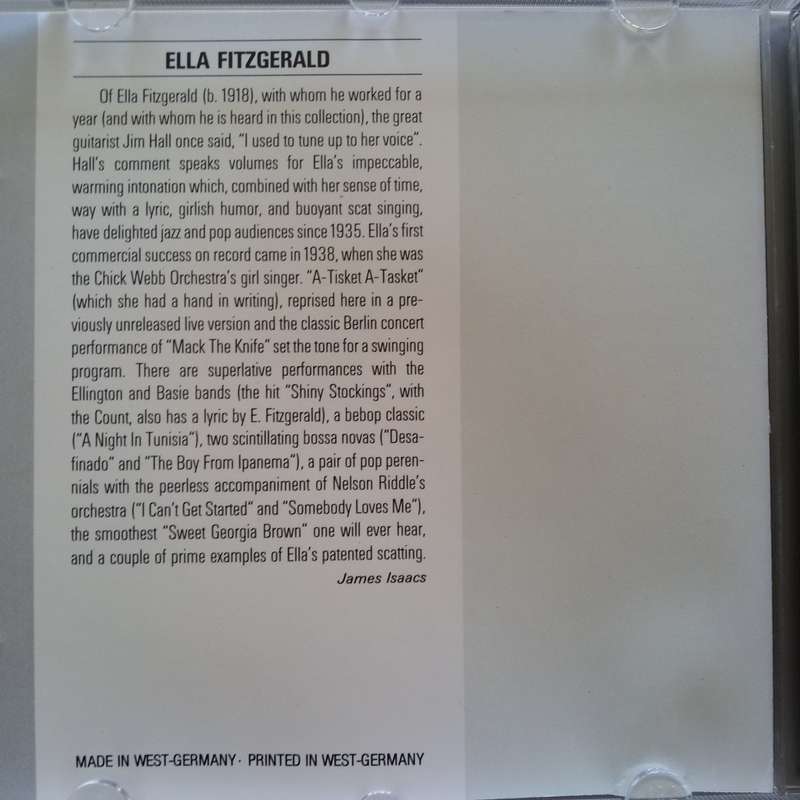 ELLA FITZGERALD
Of Ella Fitzgerald (b. 1918), with whom he worked for a
year (and with whom he is heard in this collection), the great
guitarist Jim Hall once said, "I used to tune up to her voice".
Hall's comment speaks volumes for Ella's impeccable,
warming intonation which, combined with her sense of time,
way with a lyric, girlish humor, and buoyant scat singing,
have delighted jazz and pop audiences since 1935. Ella's first
commercial success on record came in 1938, when she was
the Chick Webb Orchestra's girl singer. "A-Tisket A-Tasket"
(which she had a hand in writing), reprised here in a pre-
viously unreleased live version and the classic Berlin concert
performance of "Mack The Knife" set the tone for a swinging
program. There are superlative performances with the
Ellington and Basie bands (the hit "Shiny Stockings", with
the Count, also has a lyric by E. Fitzgerald), a bebop classic
("A Night In Tunisia"), two scintillating bossa novas ("Desa-
finado" and "The Boy From Ipanema"), a pair of pop peren-
nials with the peerless accompaniment of Nelson Riddle's
orchestra ("I Can't Get Started" and "Somebody Loves Me"),
the smoothest "Sweet Georgia Brown" one will ever hear,
and a couple of prime examples of Ella's patented scatting.
James Isaacs
MADE IN WEST-GERMANY · PRINTED IN WEST-GERMANY